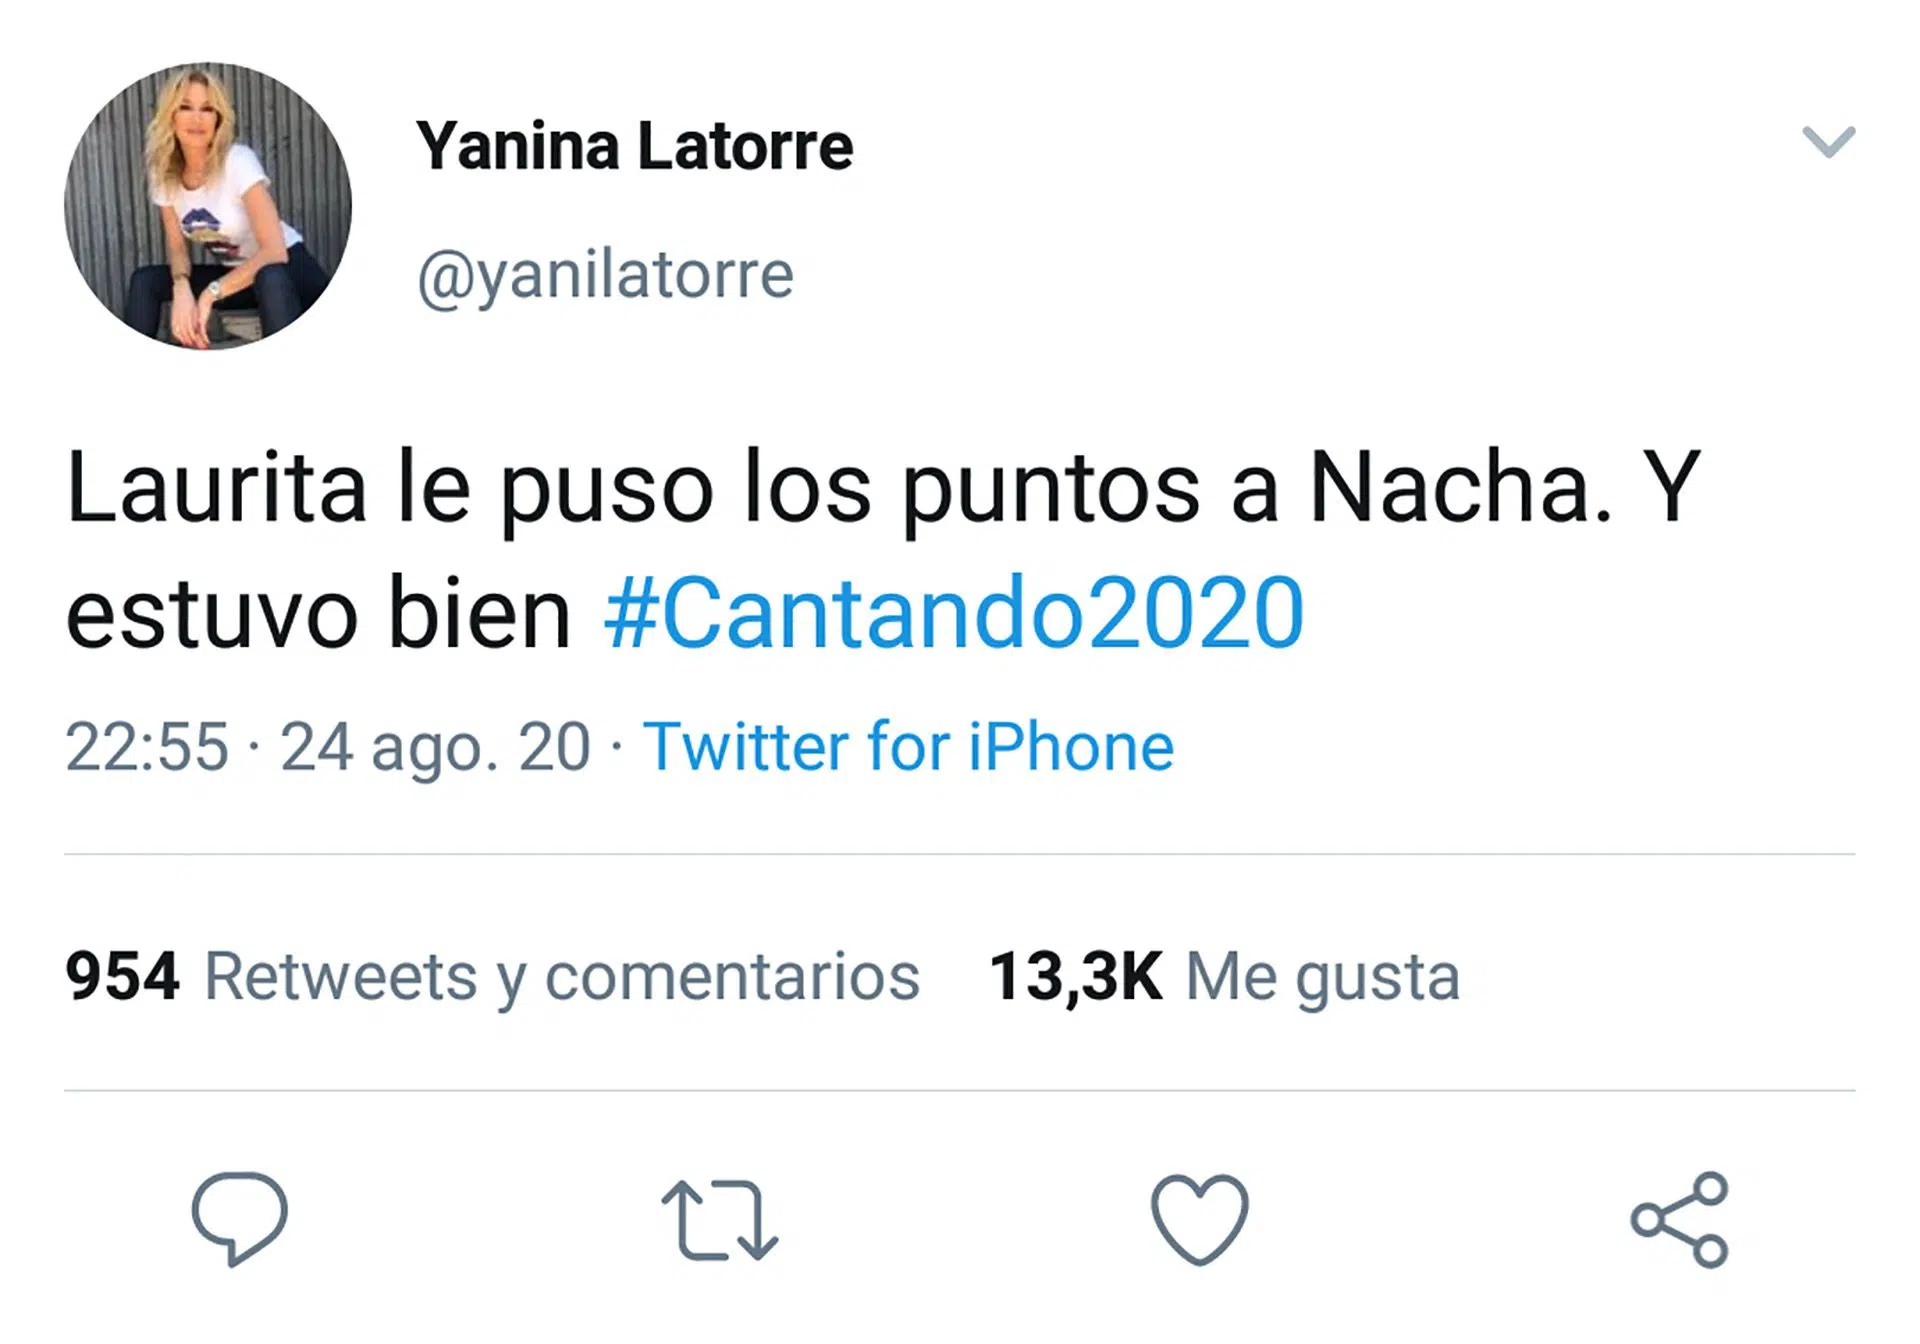 Yanina Latorre
@yanilatorre
Laurita le puso los puntos a Nacha. Y
estuvo bien #Cantando2020
22:55 · 24 ago. 20 · Twitter for iPhone
954 Retweets y comentarios 13,3K Me gusta